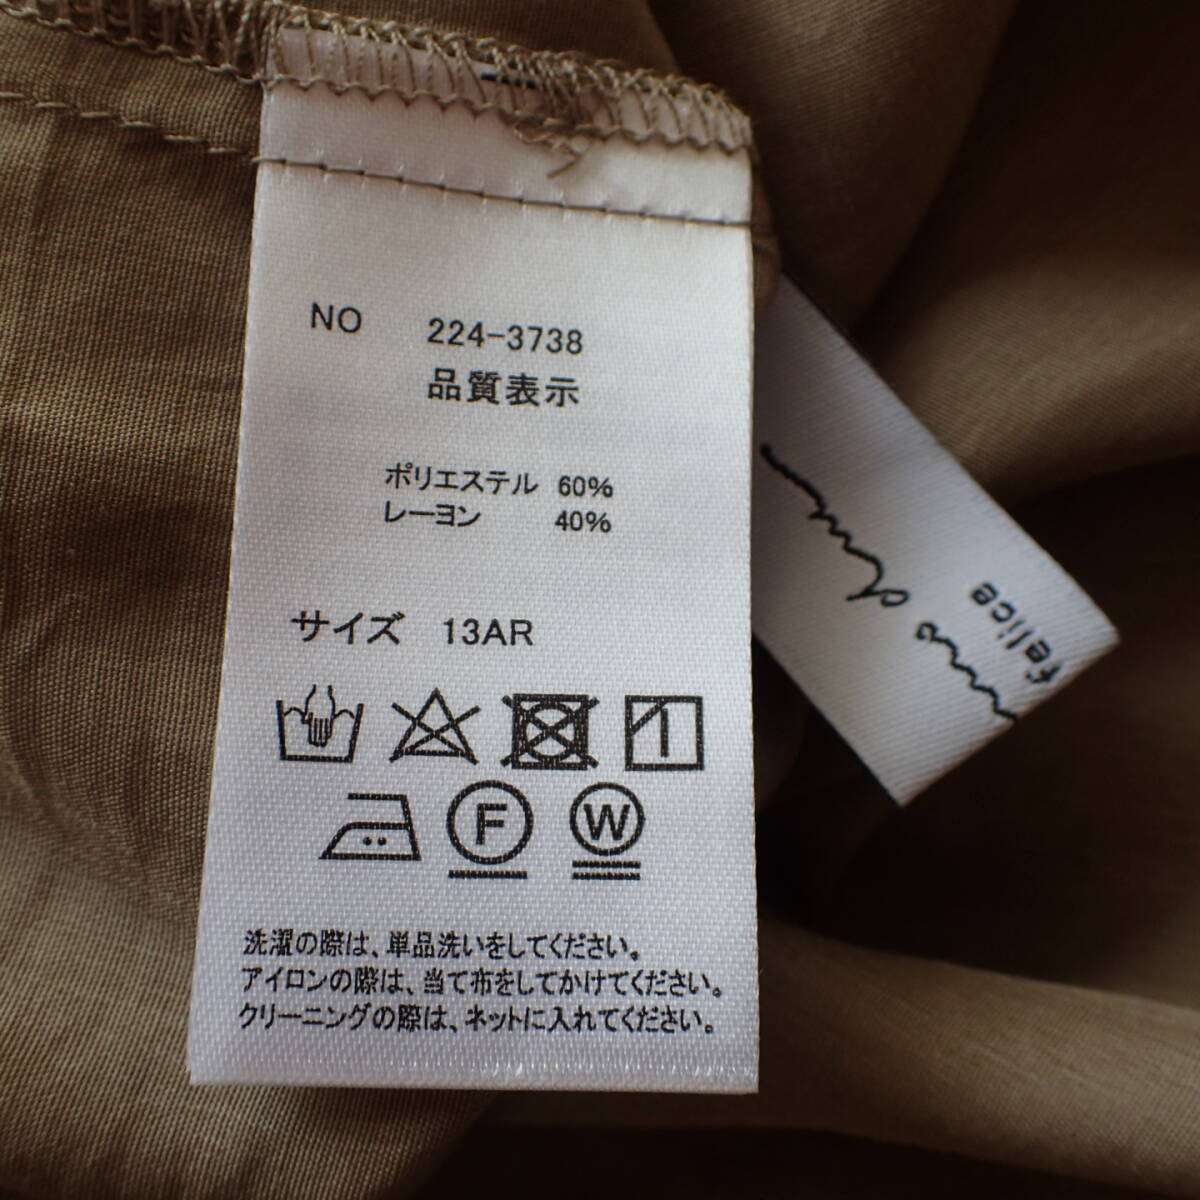 NO 224-3738
品質表示
ポリエステル 60%
レーヨン 40%
サイズ 13AR
F W
洗濯の際は、単品洗いをしてください。
アイロンの際は、当て布をしてかけてください。
クリーニングの際は、ネットに入れてください。
felice